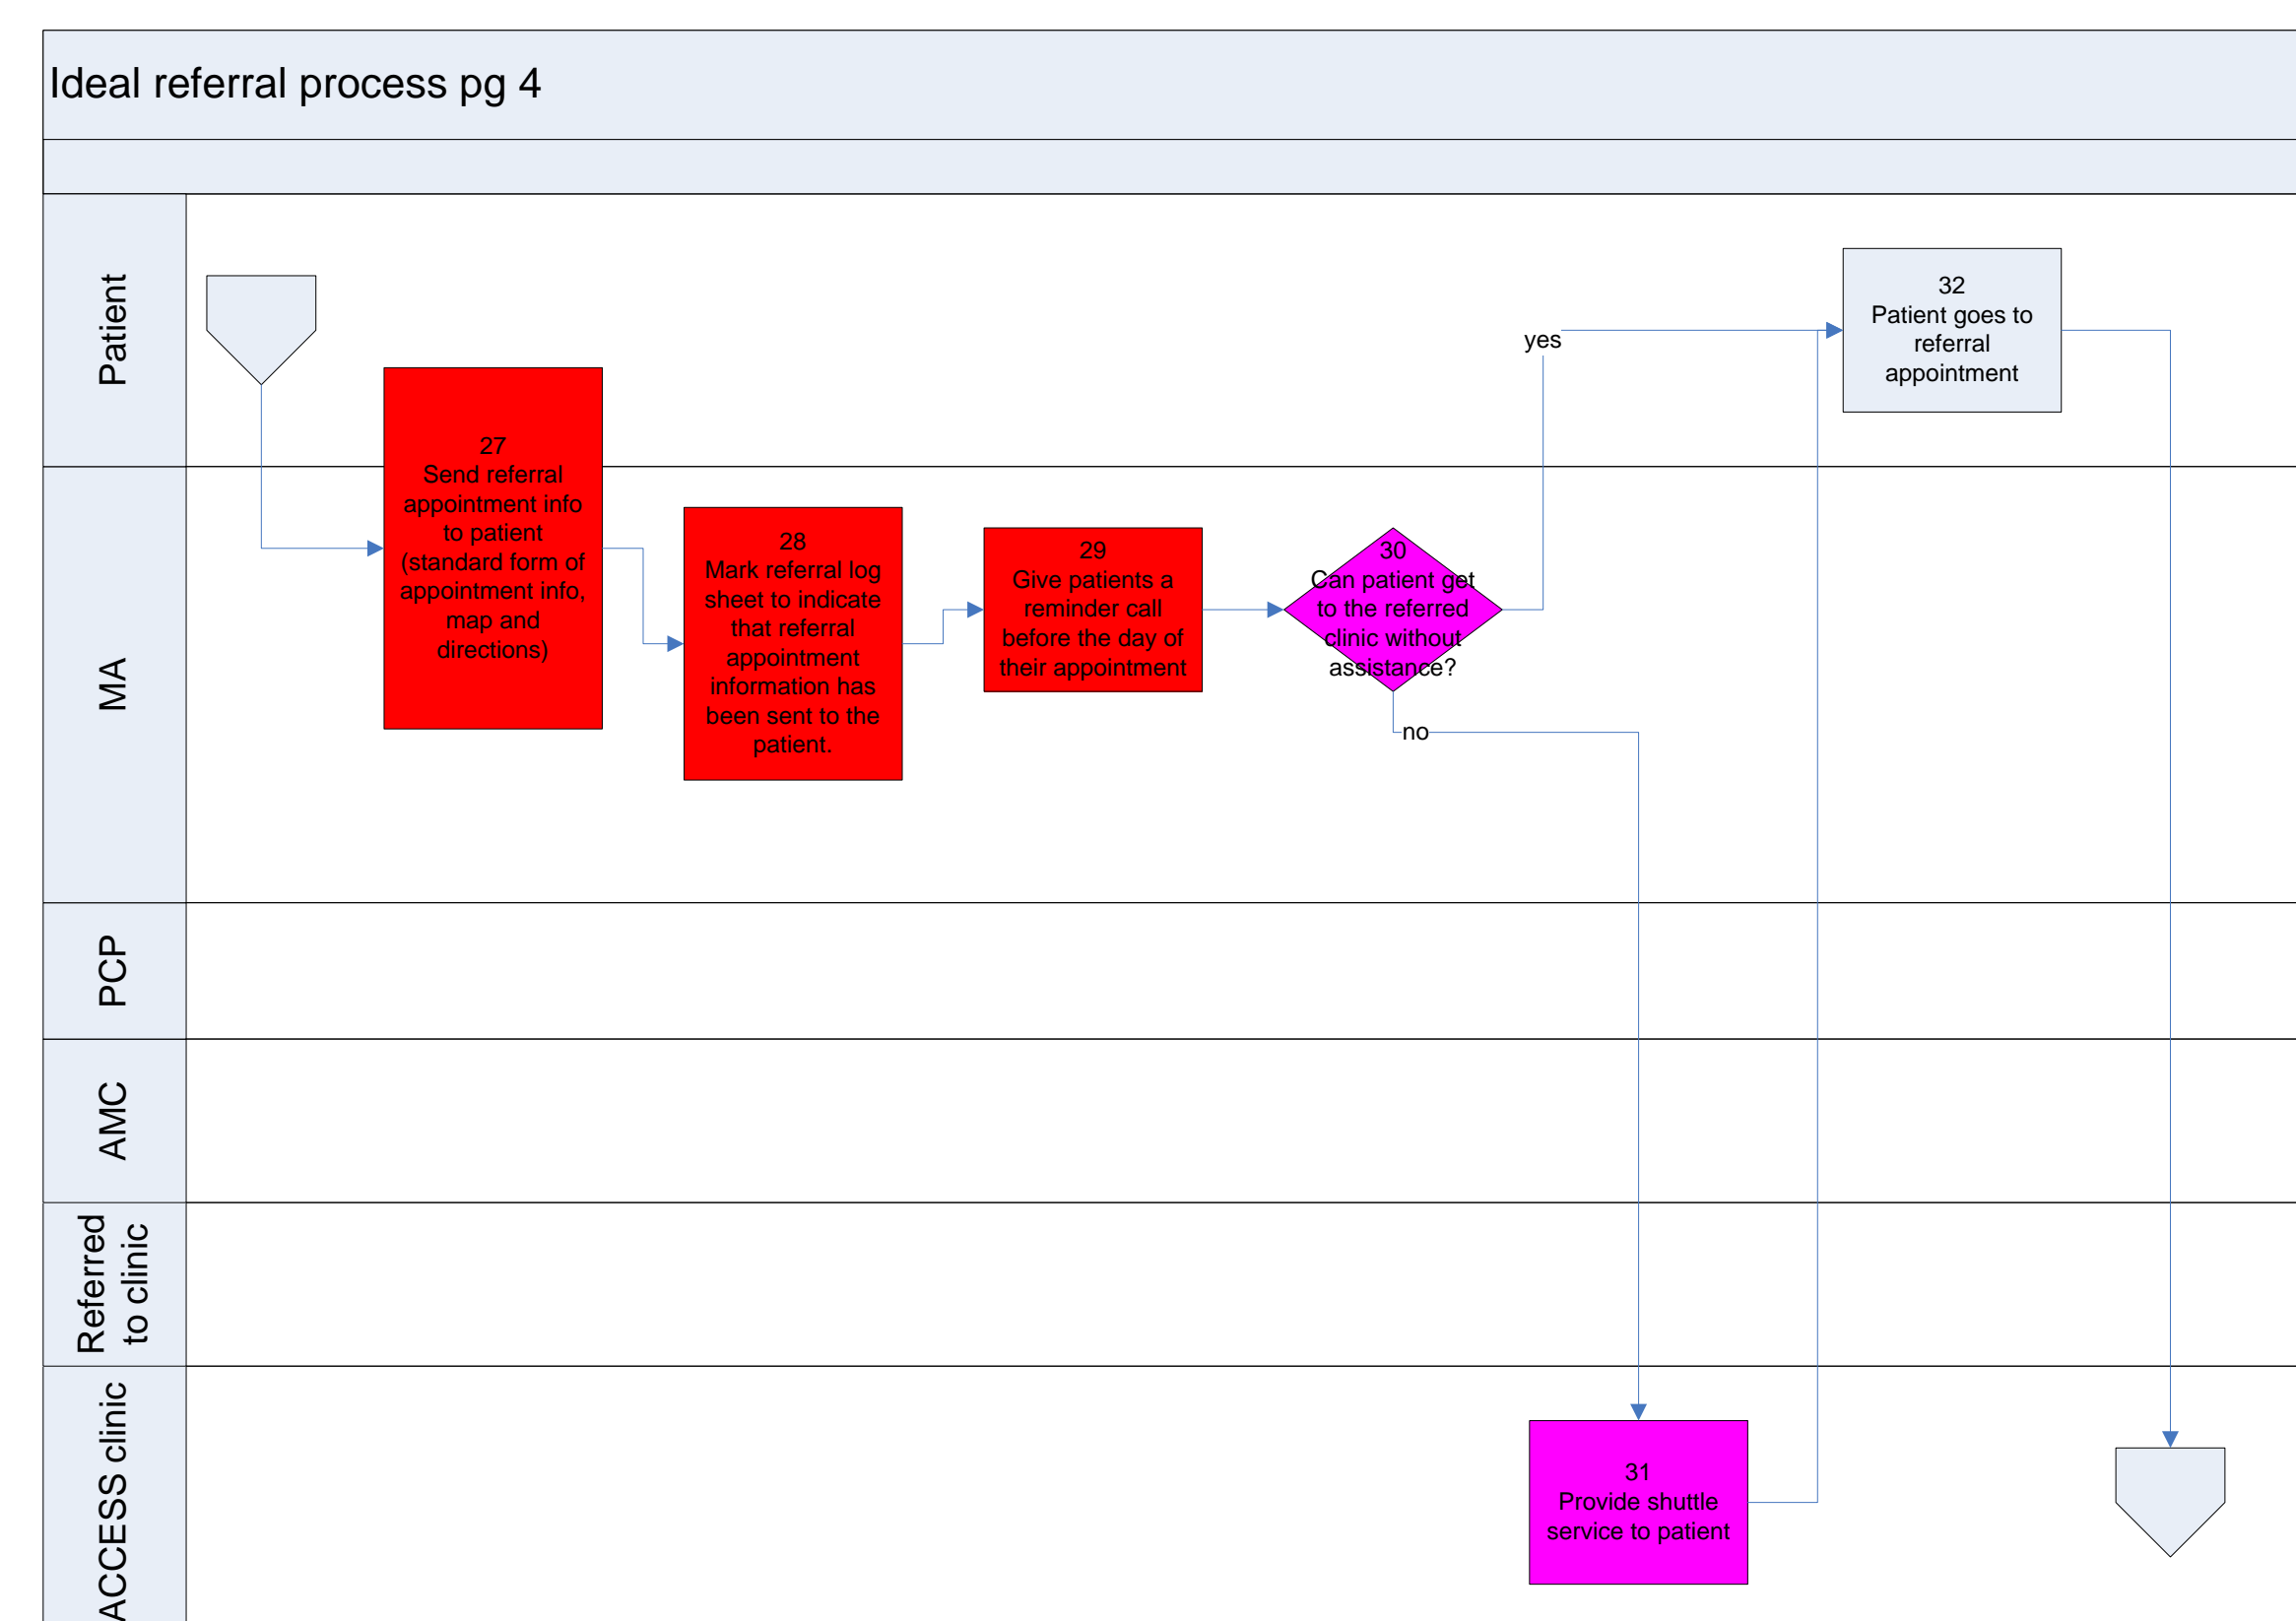 Ideal referral process pg 4
Patient
32
Patient goes to
referral
appointment
yes
27
Send referral
appointment info
to patient
(standard form of
appointment info,
map and
directions)
MA
28
Mark referral log
sheet to indicate
that referral
appointment
information has
been sent to the
patient.
29
Give patients a
reminder call
before the day of
their appointment
30
Can patient get
to the referred
clinic without
assistance?
no
PCP
AMC
Referred
to clinic
ACCESS clinic
31
Provide shuttle
service to patient